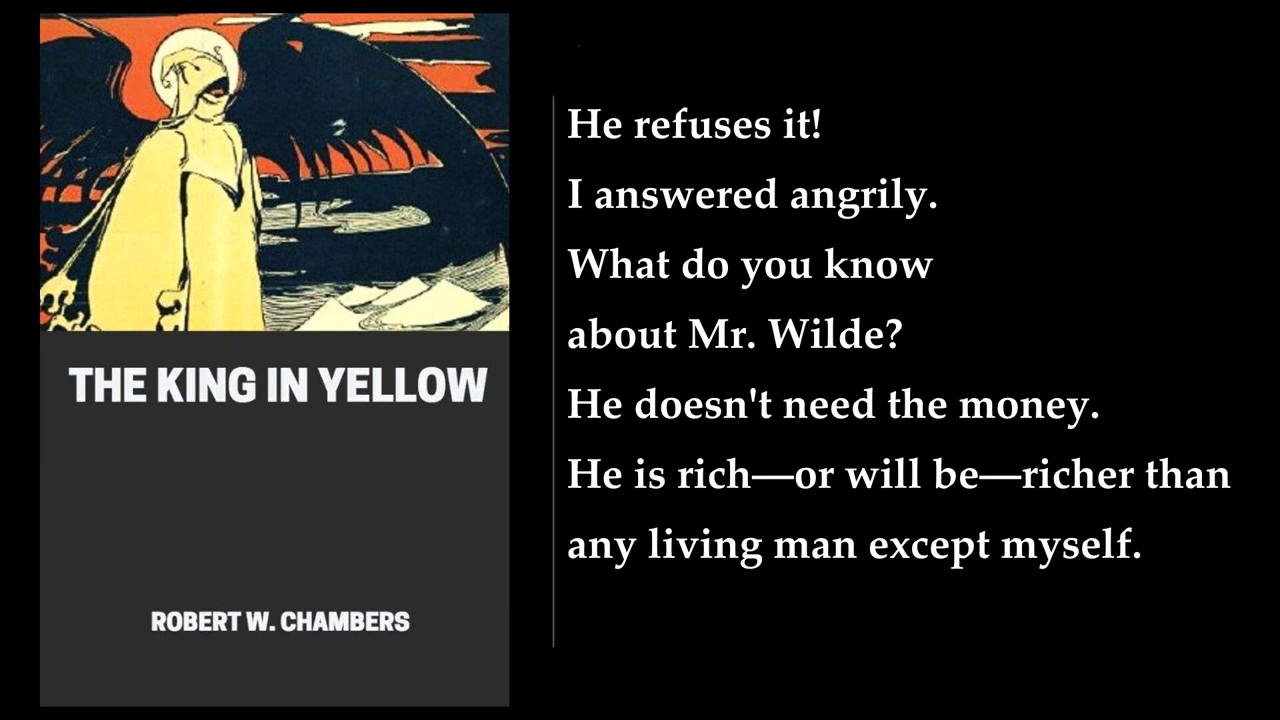 THE KING IN YELLOW
ROBERT W. CHAMBERS
He refuses it!
I answered angrily.
What do you know
about Mr. Wilde?
He doesn't need the money.
He is rich—or will be—richer than
any living man except myself.